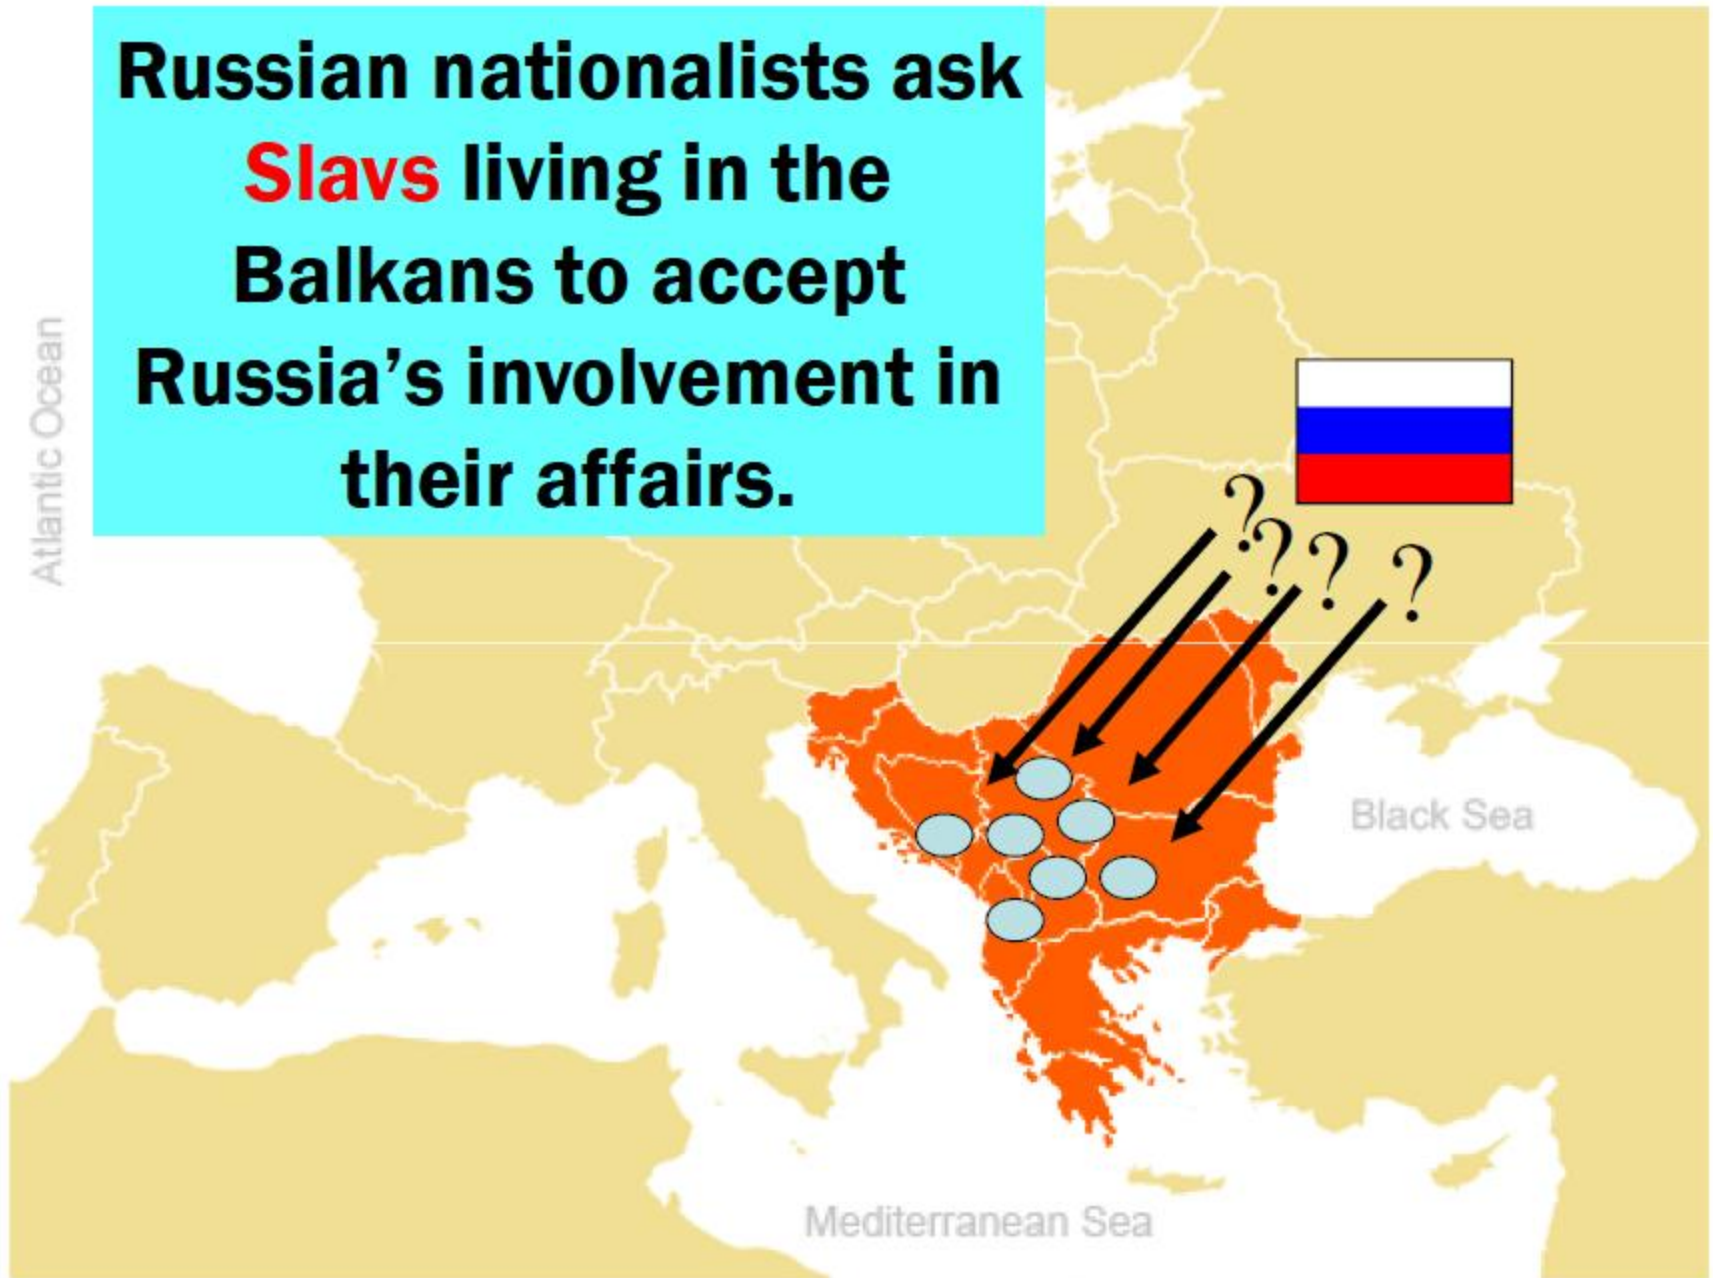 Russian nationalists ask
Slavs living in the
Balkans to accept
Russia’s involvement in
their affairs.
Atlantic Ocean
?
?
?
?
Black Sea
Mediterranean Sea